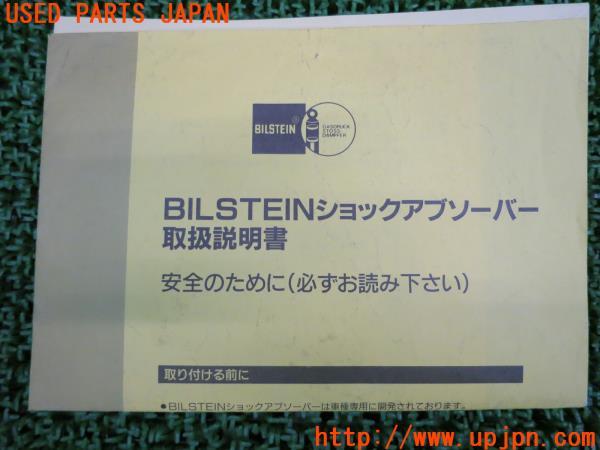 USED PARTS JAPAN
BILSTEIN®
GASDRUCK
STOSS
DÄMPFER
BILSTEINショックアブソーバー
取扱説明書
安全のために(必ずお読み下さい)
取り付ける前に
●BILSTEINショックアブソーバーは車種専用に開発されております。
http://www.upjpn.com/